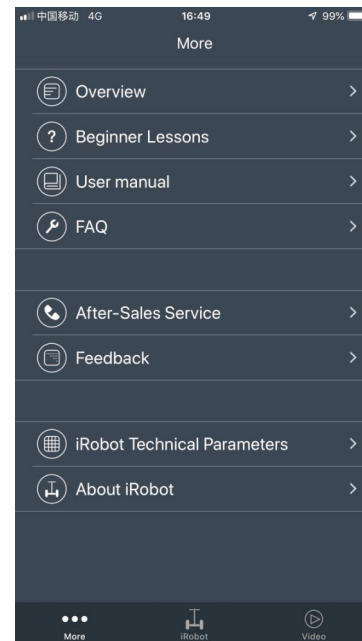 中国移动 4G 16:49 99%
More
Overview
? Beginner Lessons
User manual
FAQ
After-Sales Service
Feedback
iRobot Technical Parameters
About iRobot
More iRobot Video